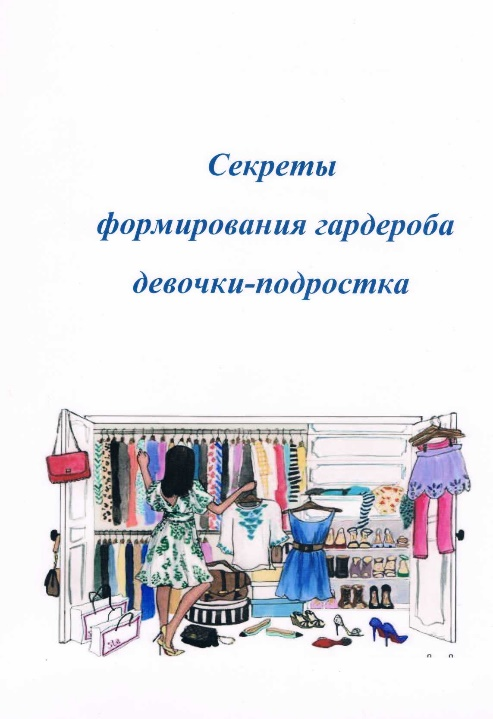 Секреты
формирования гардероба
девочки-подростка